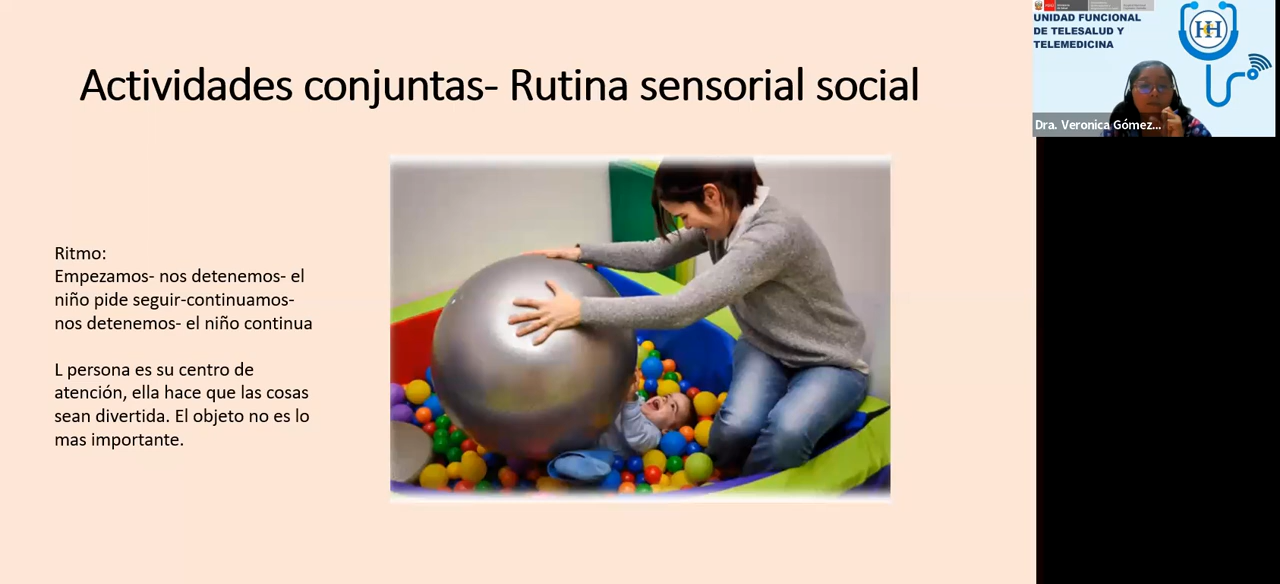 Actividades conjuntas- Rutina sensorial social
Ritmo:
Empezamos- nos detenemos- el
niño pide seguir-continuamos-
nos detenemos- el niño continua
L persona es su centro de
atención, ella hace que las cosas
sean divertida. El objeto no es lo
mas importante.
UNIDAD FUNCIONAL
DE TELESALUD Y
TELEMEDICINA
HH
Dra. Veronica Gómez...